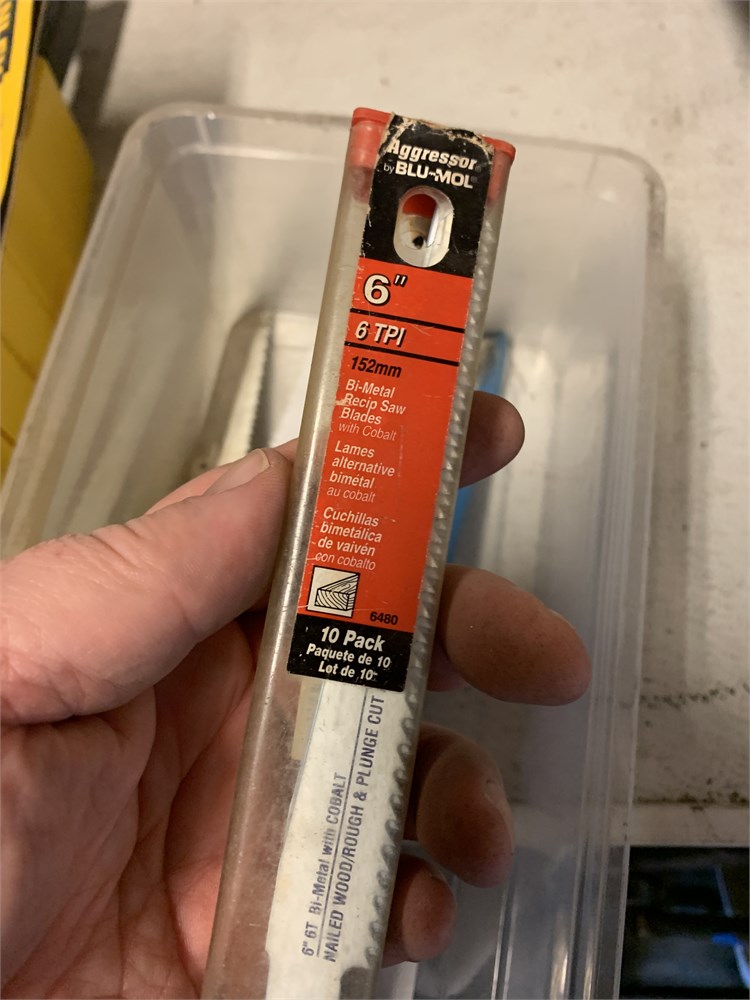 Aggressor®
by BLU-MOL®
6"
6 TPI
152mm
Bi-Metal
Recip Saw
Blades
with Cobalt
Lames
alternative
bimétal
au cobalt
Cuchillas
bimetálica
de vaivén
con cobalto
6480
10 Pack
Paquete de 10
Lot de 10
6" 6T Bi-Metal with COBALT
NAILED WOOD/ROUGH & PLUNGE CUT